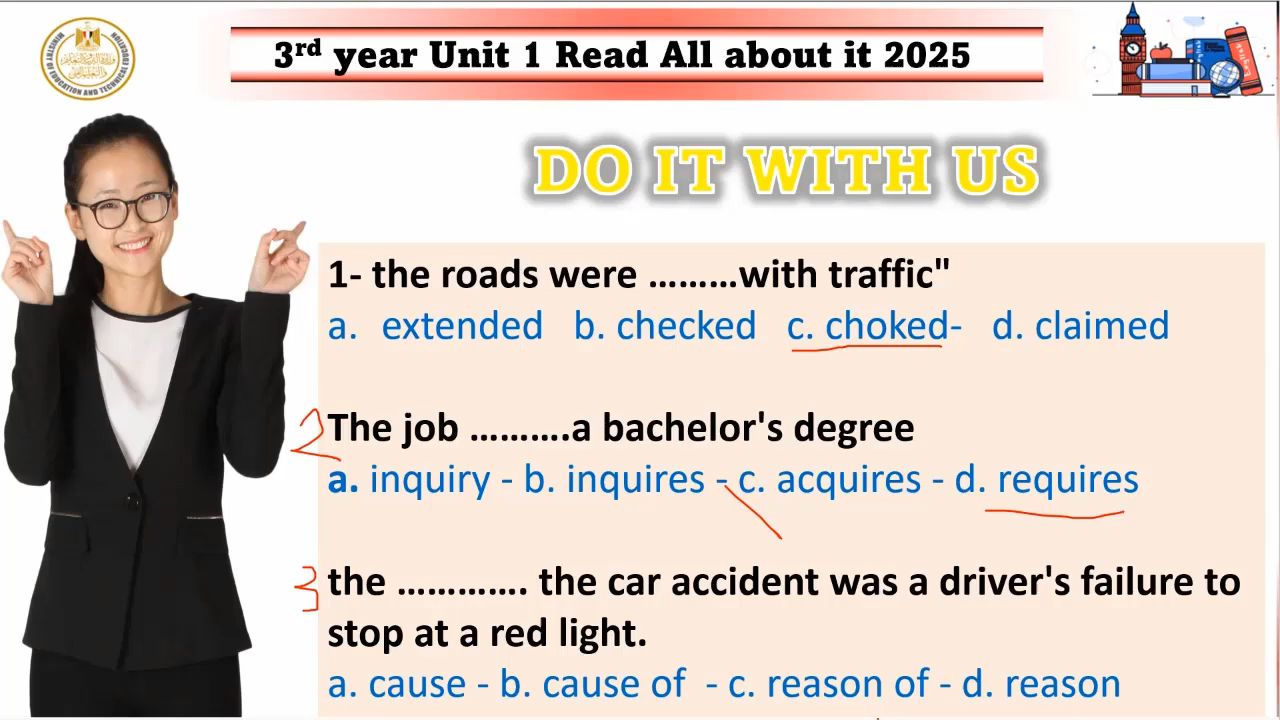 3rd year Unit 1 Read All about it 2025
DO IT WITH US
1- the roads were ………with traffic"
a. extended b. checked c. choked- d. claimed
2 The job ……….a bachelor's degree
a. inquiry - b. inquires - c. acquires - d. requires
3 the …………. the car accident was a driver's failure to
stop at a red light.
a. cause - b. cause of - c. reason of - d. reason